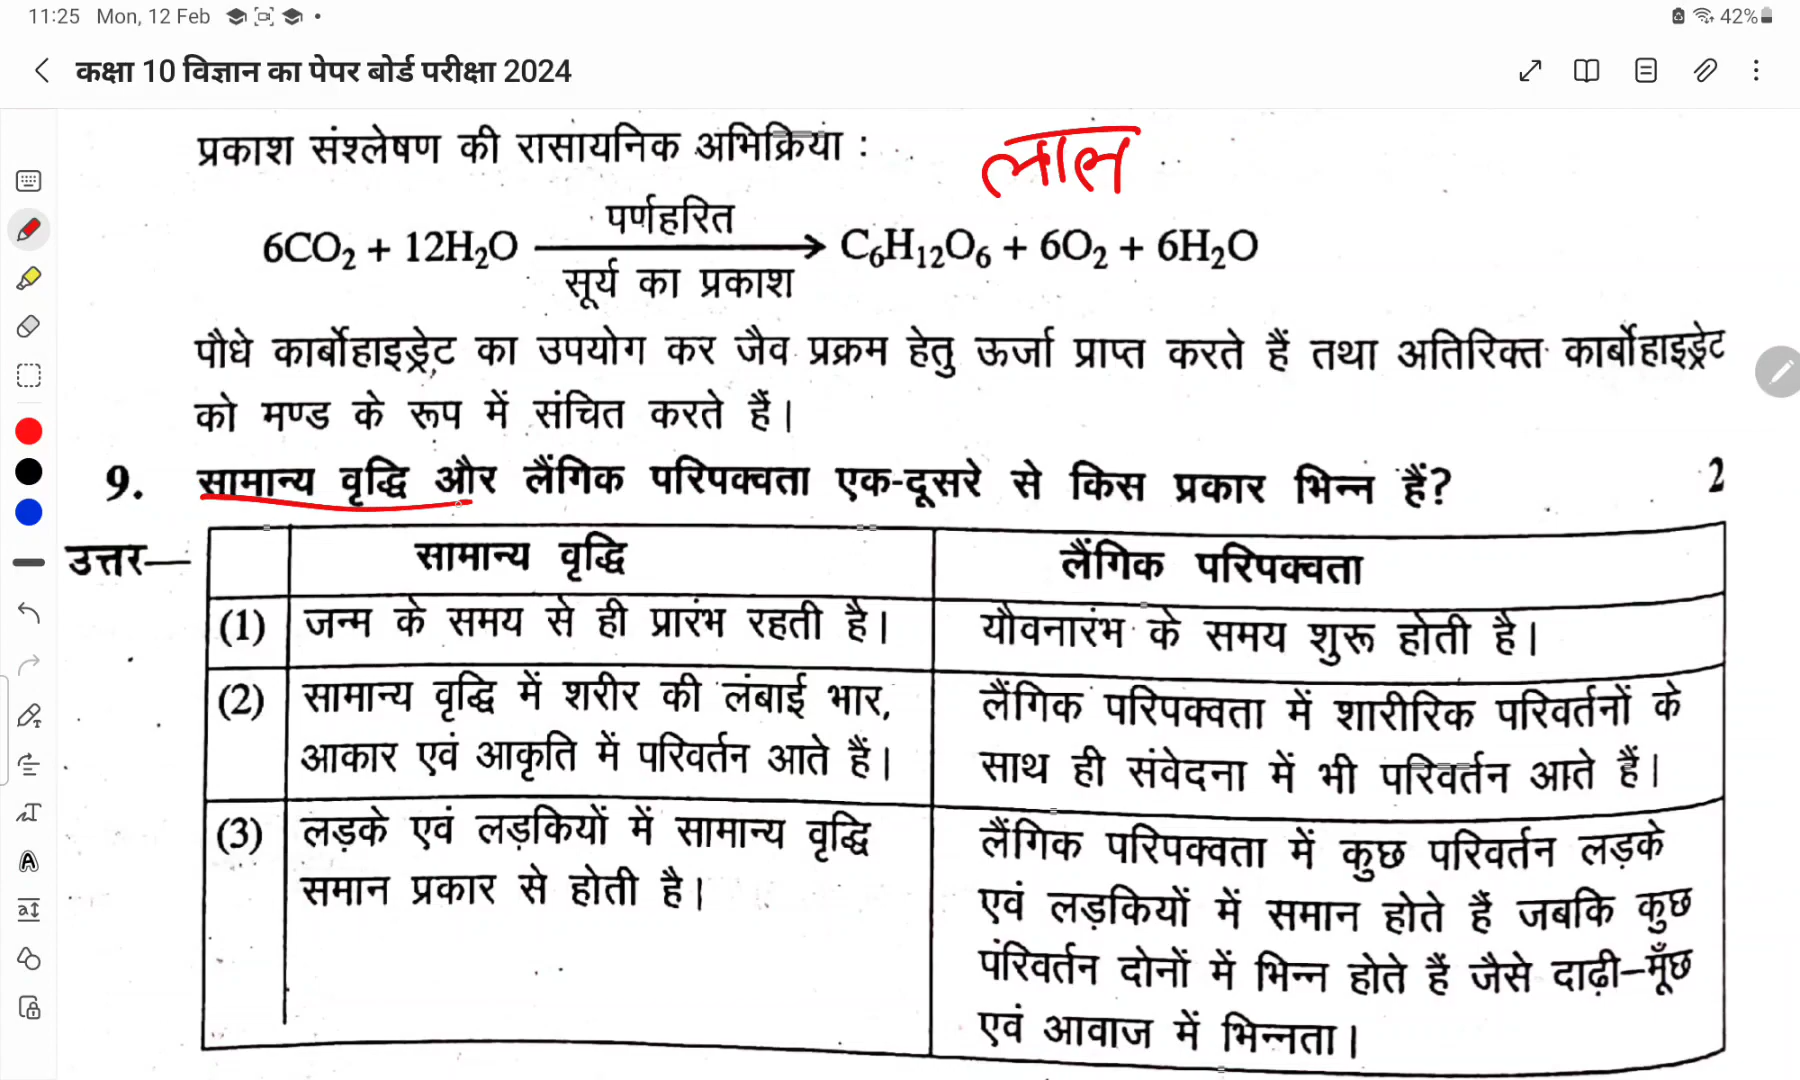 11:25 Mon, 12 Feb
42%
कक्षा 10 विज्ञान का पेपर बोर्ड परीक्षा 2024
प्रकाश संश्लेषण की रासायनिक अभिक्रिया :
लाल
पर्णहरित
6CO₂ + 12H₂O ⟶ C₆H₁₂O₆ + 6O₂ + 6H₂O
सूर्य का प्रकाश
पौधे कार्बोहाइड्रेट का उपयोग कर जैव प्रक्रम हेतु ऊर्जा प्राप्त करते हैं तथा अतिरिक्त कार्बोहाइड्रेट
को मण्ड के रूप में संचित करते हैं।
9. सामान्य वृद्धि और लैंगिक परिपक्वता एक-दूसरे से किस प्रकार भिन्न हैं? 2
उत्तर—
सामान्य वृद्धि
लैंगिक परिपक्वता
(1) जन्म के समय से ही प्रारंभ रहती है।
यौवनारंभ के समय शुरू होती है।
(2) सामान्य वृद्धि में शरीर की लंबाई भार,
आकार एवं आकृति में परिवर्तन आते हैं।
लैंगिक परिपक्वता में शारीरिक परिवर्तनों के
साथ ही संवेदना में भी परिवर्तन आते हैं।
(3) लड़के एवं लड़कियों में सामान्य वृद्धि
समान प्रकार से होती है।
लैंगिक परिपक्वता में कुछ परिवर्तन लड़के
एवं लड़कियों में समान होते हैं जबकि कुछ
परिवर्तन दोनों में भिन्न होते हैं जैसे दाढ़ी–मूँछ
एवं आवाज में भिन्नता।